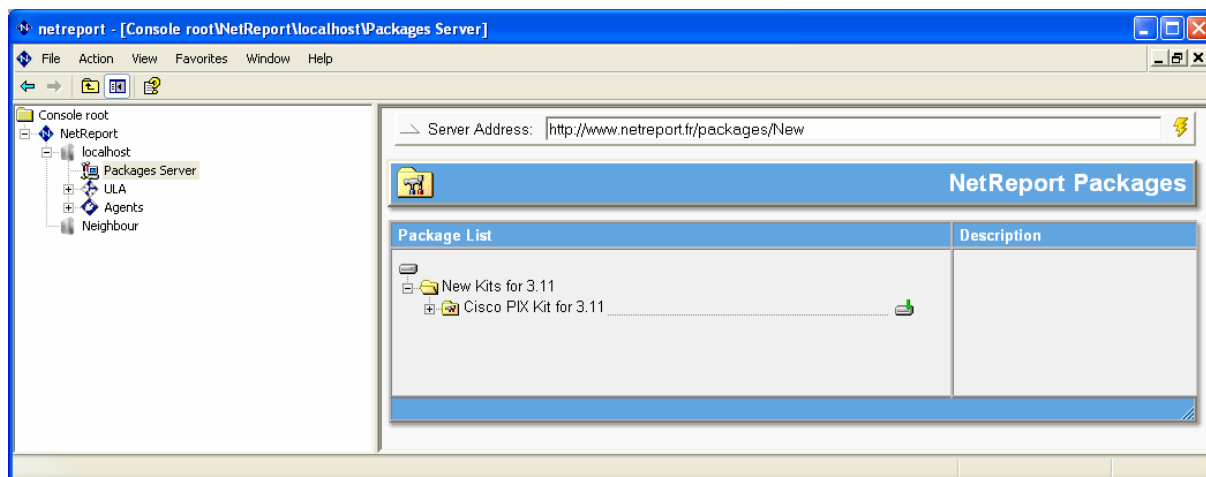 netreport - [Console root\NetReport\localhost\Packages Server]
File Action View Favorites Window Help
Console root
NetReport
localhost
Packages Server
ULA
Agents
Neighbour
Server Address: http://www.netreport.fr/packages/New
NetReport Packages
Package List Description
New Kits for 3.11
Cisco PIX Kit for 3.11